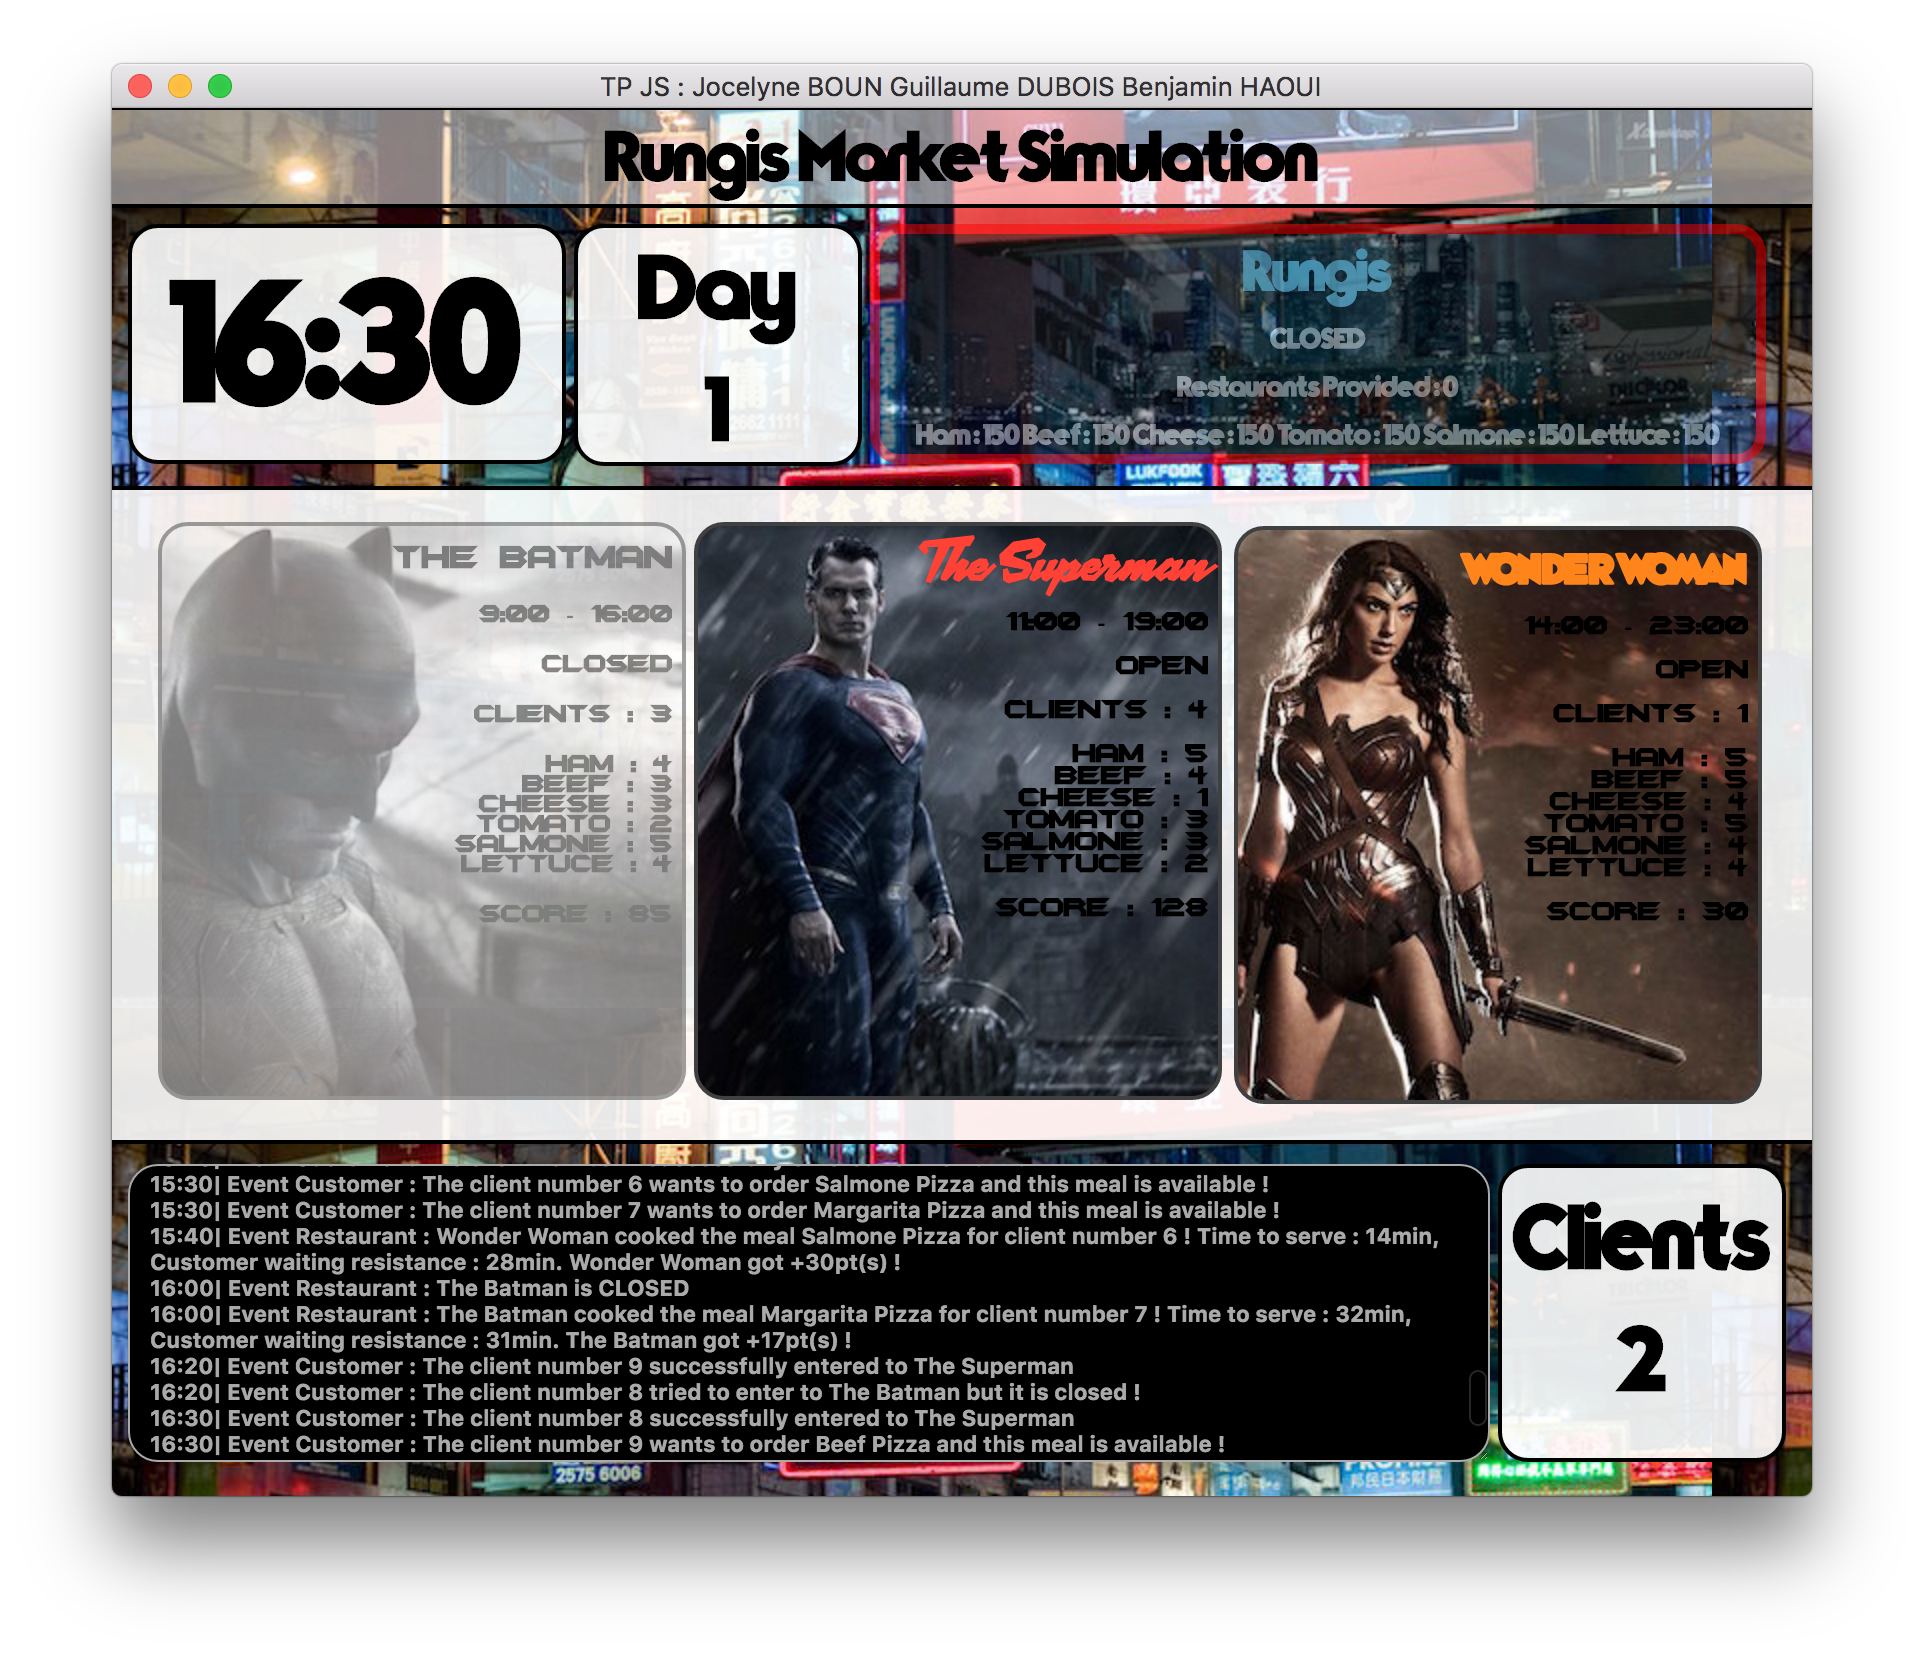 TP JS : Jocelyne BOUN Guillaume DUBOIS Benjamin HAOUI
Rungis Market Simulation
環亞表行
16:30
Day
1
Rungis
CLOSED
Restaurants Provided : 0
Ham : 150 Beef : 150 Cheese : 150 Tomato : 150 Salmone : 150 Lettuce : 150
LUKFOOK
THE BATMAN
9:00 - 16:00
CLOSED
CLIENTS : 3
HAM : 4
BEEF : 3
CHEESE : 3
TOMATO : 2
SALMONE : 5
LETTUCE : 4
SCORE : 85
The Superman
11:00 - 19:00
OPEN
CLIENTS : 4
HAM : 5
BEEF : 4
CHEESE : 1
TOMATO : 3
SALMONE : 3
LETTUCE : 2
SCORE : 128
WONDER WOMAN
14:00 - 23:00
OPEN
CLIENTS : 1
HAM : 5
BEEF : 5
CHEESE : 4
TOMATO : 5
SALMONE : 4
LETTUCE : 4
SCORE : 30
15:30| Event Customer : The client number 6 wants to order Salmone Pizza and this meal is available !
15:30| Event Customer : The client number 7 wants to order Margarita Pizza and this meal is available !
15:40| Event Restaurant : Wonder Woman cooked the meal Salmone Pizza for client number 6 ! Time to serve : 14min,
Customer waiting resistance : 28min. Wonder Woman got +30pt(s) !
16:00| Event Restaurant : The Batman is CLOSED
16:00| Event Restaurant : The Batman cooked the meal Margarita Pizza for client number 7 ! Time to serve : 32min,
Customer waiting resistance : 31min. The Batman got +17pt(s) !
16:20| Event Customer : The client number 9 successfully entered to The Superman
16:20| Event Customer : The client number 8 tried to enter to The Batman but it is closed !
16:30| Event Customer : The client number 8 successfully entered to The Superman
16:30| Event Customer : The client number 9 wants to order Beef Pizza and this meal is available !
Clients
2
2575 6006
邦民日本財務